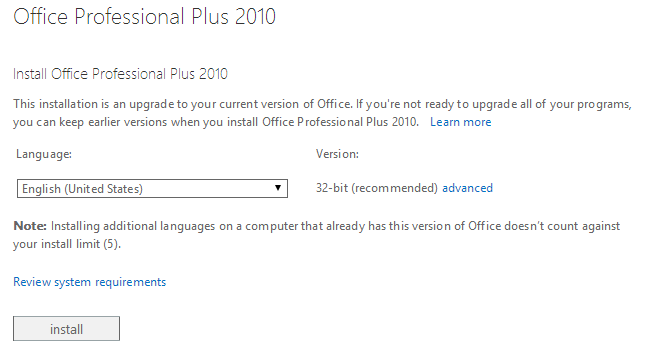 Office Professional Plus 2010
Install Office Professional Plus 2010
This installation is an upgrade to your current version of Office. If you're not ready to upgrade all of your programs,
you can keep earlier versions when you install Office Professional Plus 2010. Learn more
Language: Version:
English (United States) 32-bit (recommended) advanced
Note: Installing additional languages on a computer that already has this version of Office doesn't count against
your install limit (5).
Review system requirements
install